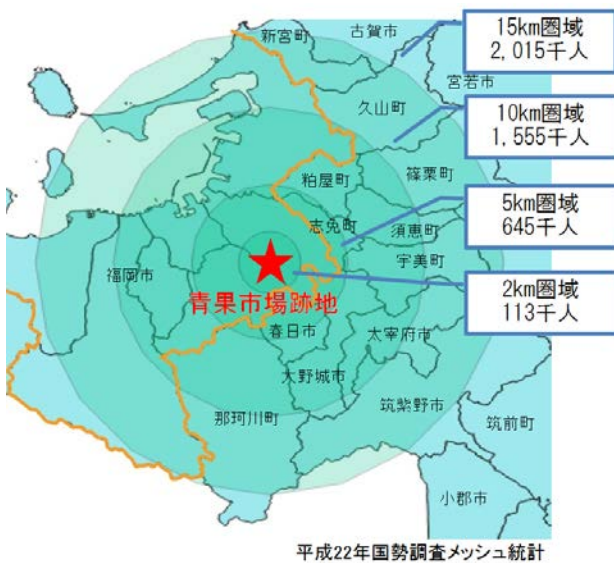 新宮町
古賀市
15km圏域
2,015千人
宮若市
久山町
10km圏域
1,555千人
粕屋町
篠栗町
志免町
須恵町
5km圏域
645千人
宇美町
福岡市
青果市場跡地
2km圏域
113千人
春日市
太宰府市
大野城市
那珂川町
筑紫野市
筑前町
小郡市
平成22年国勢調査メッシュ統計